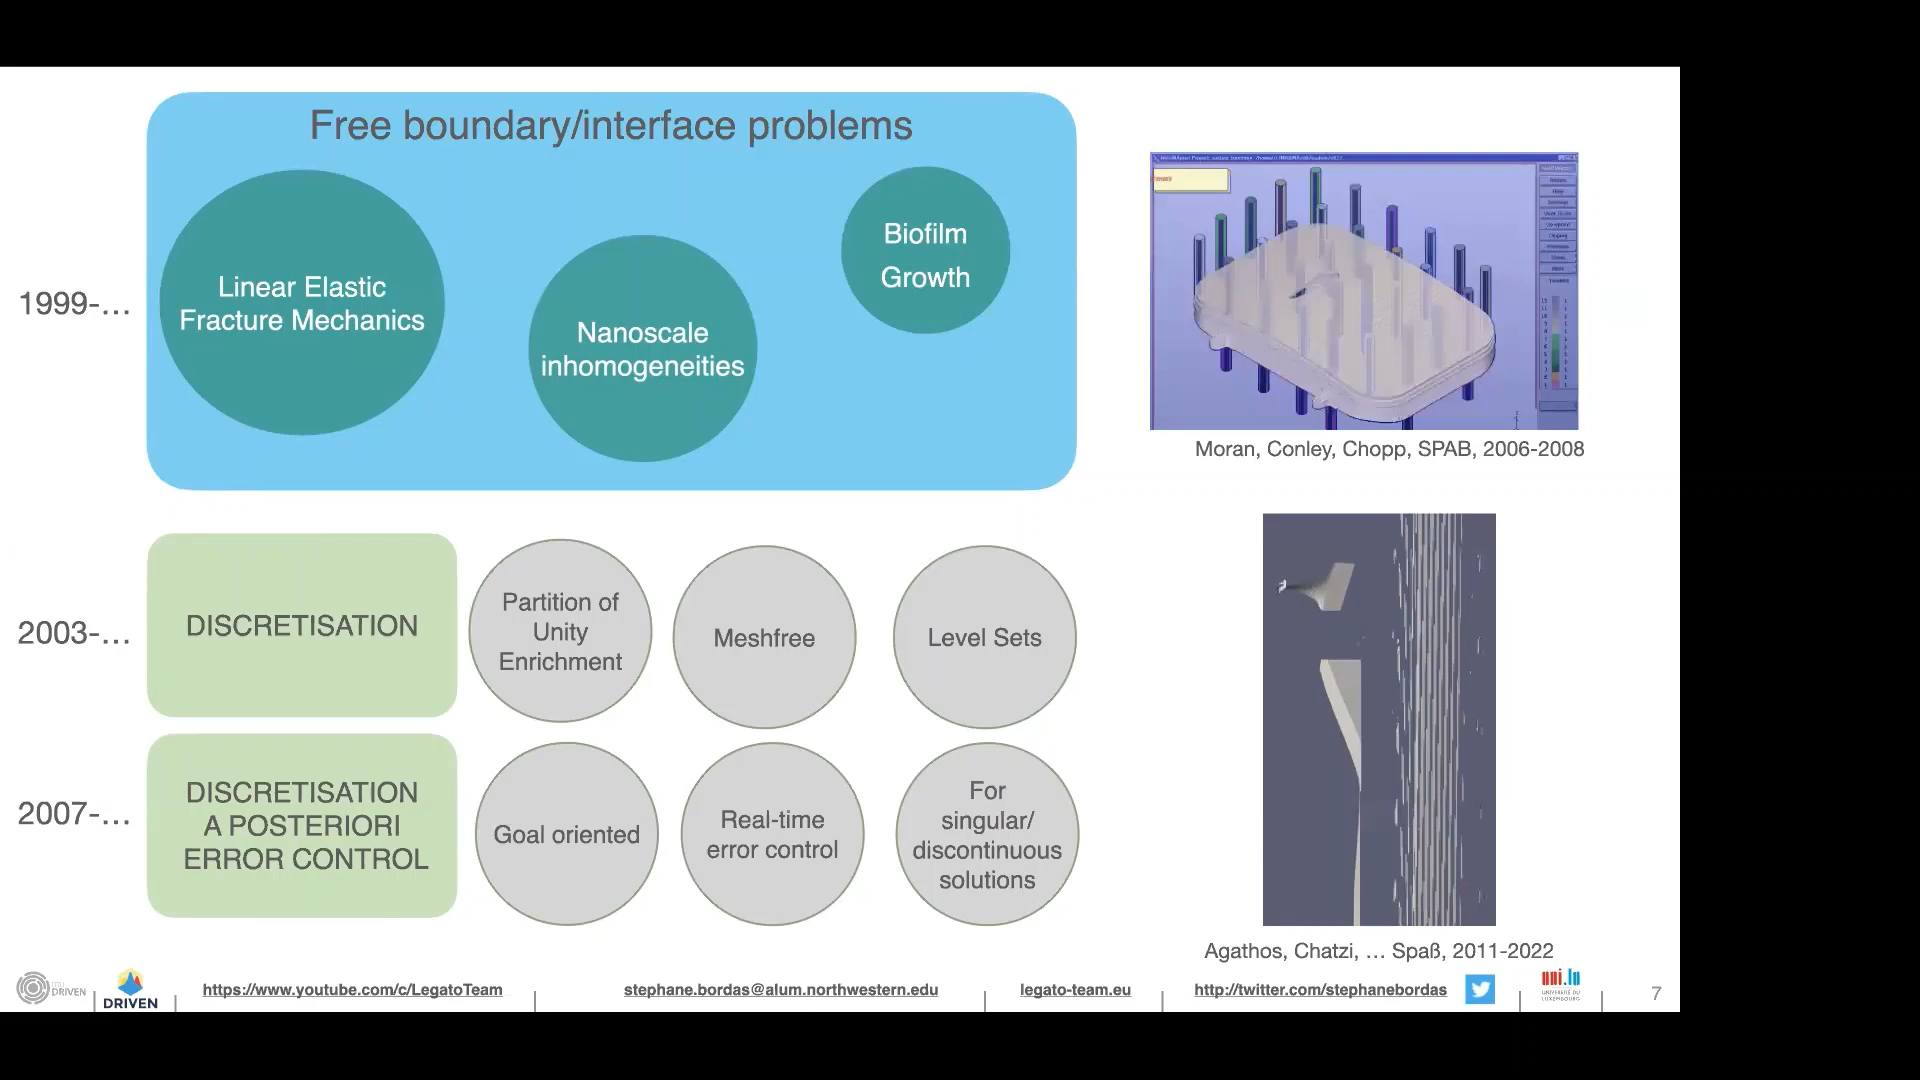 Free boundary/interface problems
1999-...
Linear Elastic
Fracture Mechanics
Nanoscale
inhomogeneities
Biofilm
Growth
Moran, Conley, Chopp, SPAB, 2006-2008
2003-...
DISCRETISATION
Partition of
Unity
Enrichment
Meshfree
Level Sets
2007-...
DISCRETISATION
A POSTERIORI
ERROR CONTROL
Goal oriented
Real-time
error control
For
singular/
discontinuous
solutions
Agathos, Chatzi, ... Spaß, 2011-2022
DRIVEN
DRIVEN
https://www.youtube.com/c/LegatoTeam
stephane.bordas@alum.northwestern.edu
legato-team.eu
http://twitter.com/stephanebordas
uni.lu
UNIVERSITÉ DU
LUXEMBOURG
7